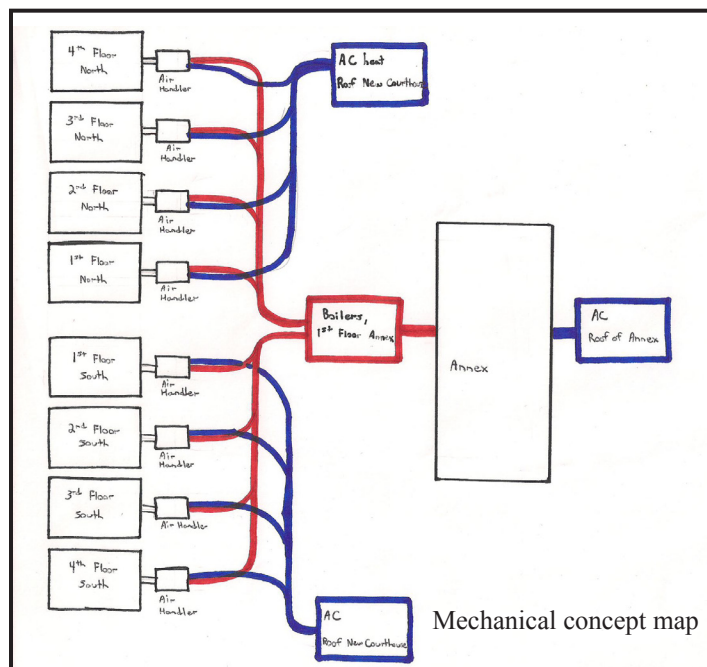 4th Floor
North
Air
Handler
AC heat
Roof New Courthouse
3rd Floor
North
Air
Handler
2nd Floor
North
Air
Handler
1st Floor
North
Air
Handler
Boilers,
1st Floor Annex
Annex
AC
Roof of Annex
1st Floor
South
Air
Handler
2nd Floor
South
Air
Handler
3rd Floor
South
Air Handler
4th Floor
South
Air
Handler
AC
Roof New Courthouse
Mechanical concept map